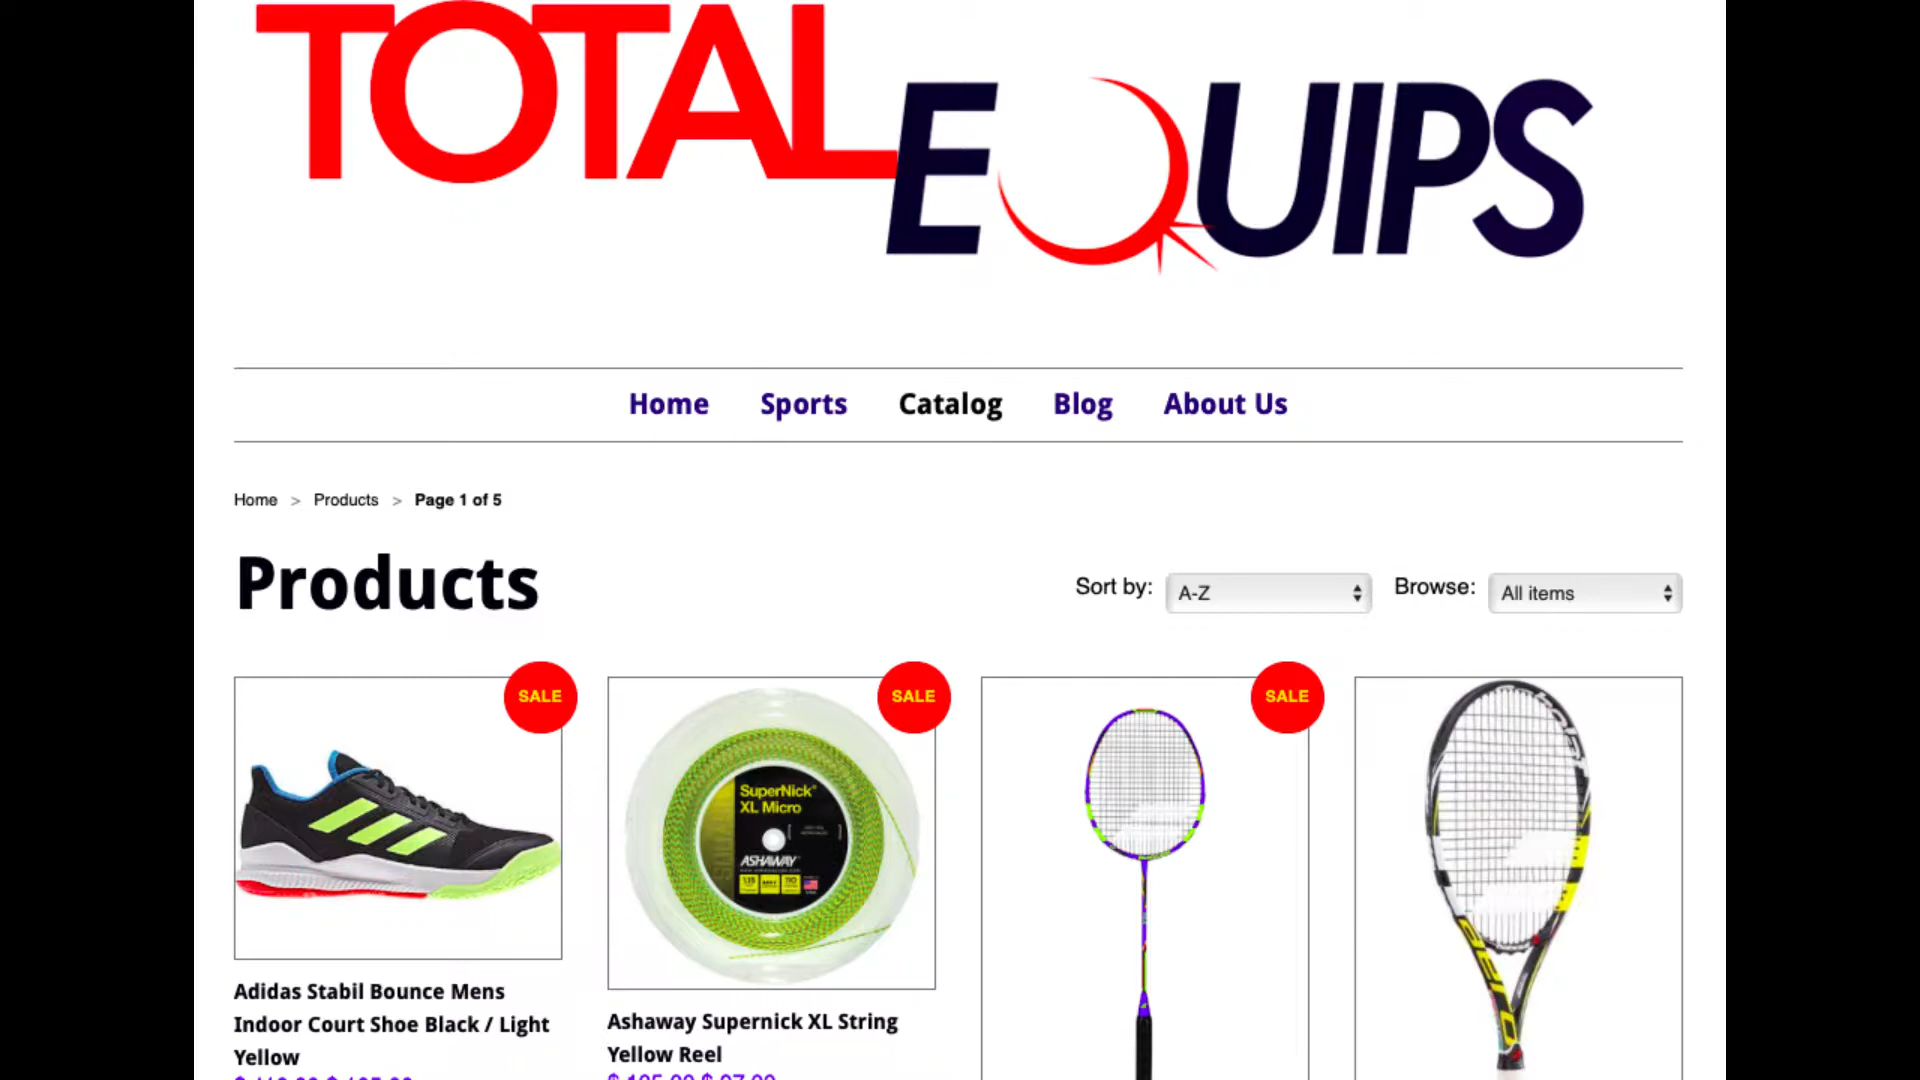 TOTAL
EQUIPS
Home Sports Catalog Blog About Us
Home > Products > Page 1 of 5
Products
Sort by: A-Z Browse: All items
SALE SALE SALE
SuperNick®
XL Micro
ASHAWAY
Adidas Stabil Bounce Mens
Indoor Court Shoe Black / Light
Yellow
Ashaway Supernick XL String
Yellow Reel